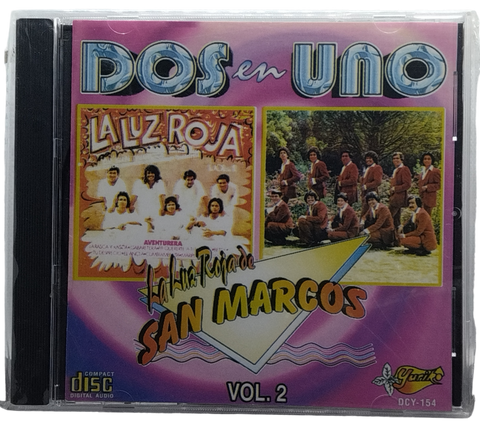 DOS en UNO
LA LUZ ROJA
AVENTURERA
La Luz Roja de
SAN MARCOS
COMPACT
disc
DIGITAL AUDIO
VOL. 2
Yuriko
DCY-154